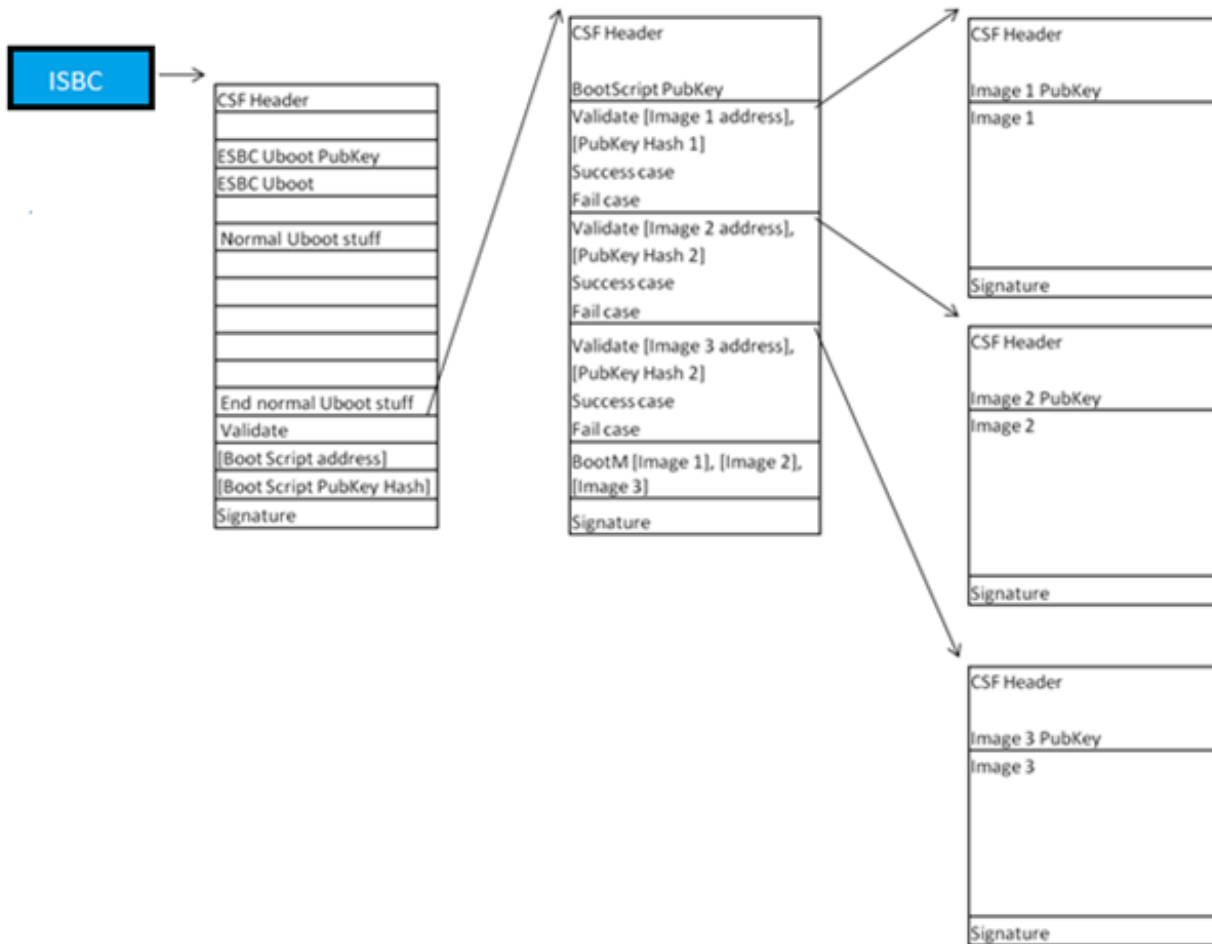 ISBC
CSF Header
ESBC Uboot PubKey
ESBC Uboot
Normal Uboot stuff
End normal Uboot stuff
Validate
[Boot Script address]
[Boot Script PubKey Hash]
Signature
CSF Header
BootScript PubKey
Validate [Image 1 address],
[PubKey Hash 1]
Success case
Fail case
Validate [Image 2 address],
[PubKey Hash 2]
Success case
Fail case
Validate [Image 3 address],
[PubKey Hash 2]
Success case
Fail case
BootM [Image 1], [Image 2],
[Image 3]
Signature
CSF Header
Image 1 PubKey
Image 1
Signature
CSF Header
Image 2 PubKey
Image 2
Signature
CSF Header
Image 3 PubKey
Image 3
Signature